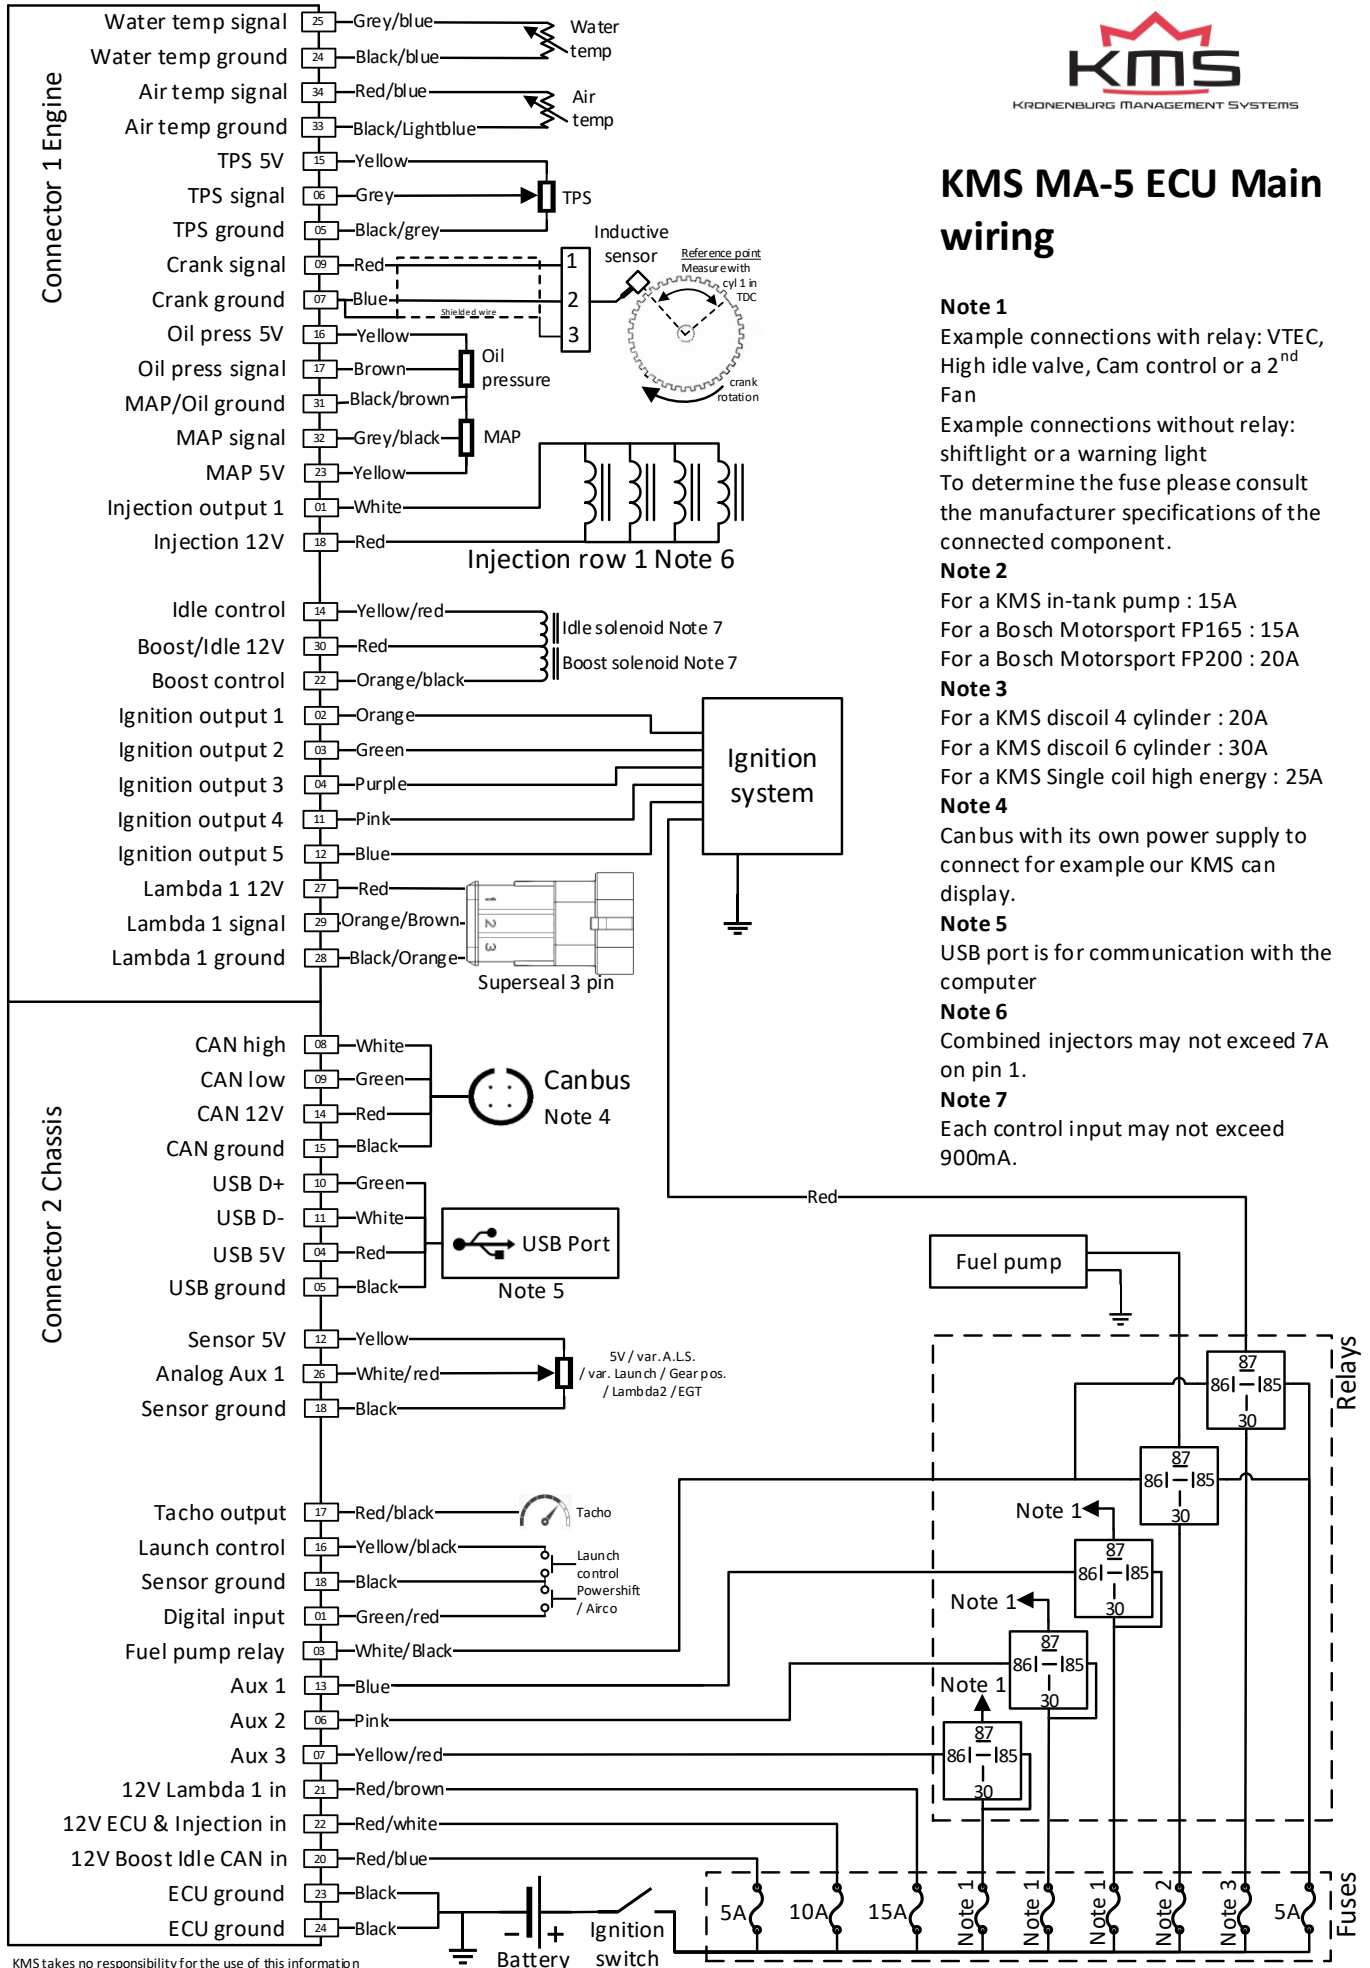 KMS
KRONENBURG MANAGEMENT SYSTEMS
KMS MA-5 ECU Main
wiring
Note 1
Example connections with relay: VTEC,
High idle valve, Cam control or a 2nd
Fan
Example connections without relay:
shiftlight or a warning light
To determine the fuse please consult
the manufacturer specifications of the
connected component.
Note 2
For a KMS in-tank pump : 15A
For a Bosch Motorsport FP165 : 15A
For a Bosch Motorsport FP200 : 20A
Note 3
For a KMS discoil 4 cylinder : 20A
For a KMS discoil 6 cylinder : 30A
For a KMS Single coil high energy : 25A
Note 4
Canbus with its own power supply to
connect for example our KMS can
display.
Note 5
USB port is for communication with the
computer
Note 6
Combined injectors may not exceed 7A
on pin 1.
Note 7
Each control input may not exceed
900mA.
Connector 1 Engine
Water temp signal 25 Grey/blue
Water temp ground 24 Black/blue
Water
temp
Air temp signal 34 Red/blue
Air temp ground 33 Black/Lightblue
Air
temp
TPS 5V 15 Yellow
TPS signal 06 Grey
TPS
TPS ground 05 Black/grey
Crank signal 09 Red
Crank ground 07 Blue
Shielded wire
1
2
3
Inductive
sensor
Reference point
Measure with
cyl 1 in
TDC
crank
rotation
Oil press 5V 16 Yellow
Oil press signal 17 Brown
Oil
pressure
MAP/Oil ground 31 Black/brown
MAP signal 32 Grey/black
MAP
MAP 5V 23 Yellow
Injection output 1 01 White
Injection 12V 18 Red
Injection row 1 Note 6
Idle control 14 Yellow/red
Idle solenoid Note 7
Boost/Idle 12V 30 Red
Boost solenoid Note 7
Boost control 22 Orange/black
Ignition output 1 02 Orange
Ignition output 2 03 Green
Ignition output 3 04 Purple
Ignition output 4 11 Pink
Ignition output 5 12 Blue
Ignition
system
Lambda 1 12V 27 Red
Lambda 1 signal 29 Orange/Brown
Lambda 1 ground 28 Black/Orange
1
2
3
Superseal 3 pin
Connector 2 Chassis
CAN high 08 White
CAN low 09 Green
CAN 12V 14 Red
CAN ground 15 Black
Canbus
Note 4
USB D+ 10 Green
USB D- 11 White
USB 5V 04 Red
USB ground 05 Black
USB Port
Note 5
Sensor 5V 12 Yellow
Analog Aux 1 26 White/red
Sensor ground 18 Black
5V / var. A.L.S.
/ var. Launch / Gear pos.
/ Lambda2 / EGT
Tacho output 17 Red/black
Tacho
Launch control 16 Yellow/black
Sensor ground 18 Black
Digital input 01 Green/red
Launch
control
Powershift
/ Airco
Fuel pump relay 03 White/Black
Aux 1 13 Blue
Aux 2 06 Pink
Aux 3 07 Yellow/red
12V Lambda 1 in 21 Red/brown
12V ECU & Injection in 22 Red/white
12V Boost Idle CAN in 20 Red/blue
ECU ground 23 Black
ECU ground 24 Black
Red
Fuel pump
Relays
87
86 85
30
87
86 85
30
Note 1
87
86 85
30
Note 1
87
86 85
30
Note 1
87
86 85
30
Fuses
5A
10A
15A
Note 1
Note 1
Note 1
Note 2
Note 3
5A
- +
Battery
Ignition
switch
KMS takes no responsibility for the use of this information